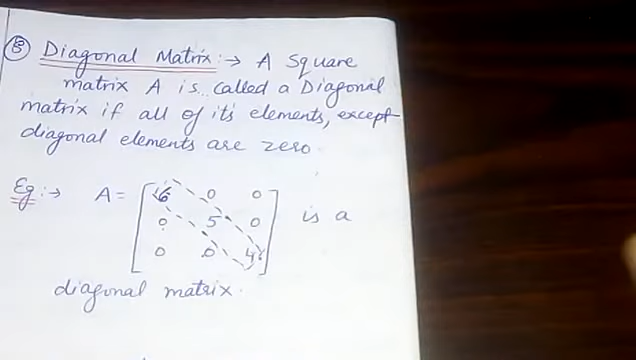 ⑧ Diagonal Matrix :→ A Square
matrix A is called a Diagonal
matrix if all of its elements, except
diagonal elements are zero.
Eg :→ A = [6 0 0
0 5 0
0 0 4] is a
diagonal matrix.